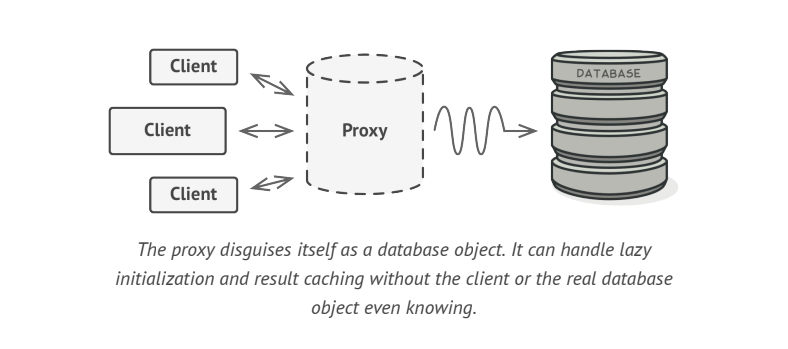 Client
DATABASE
Client
Proxy
Client
The proxy disguises itself as a database object. It can handle lazy
initialization and result caching without the client or the real database
object even knowing.